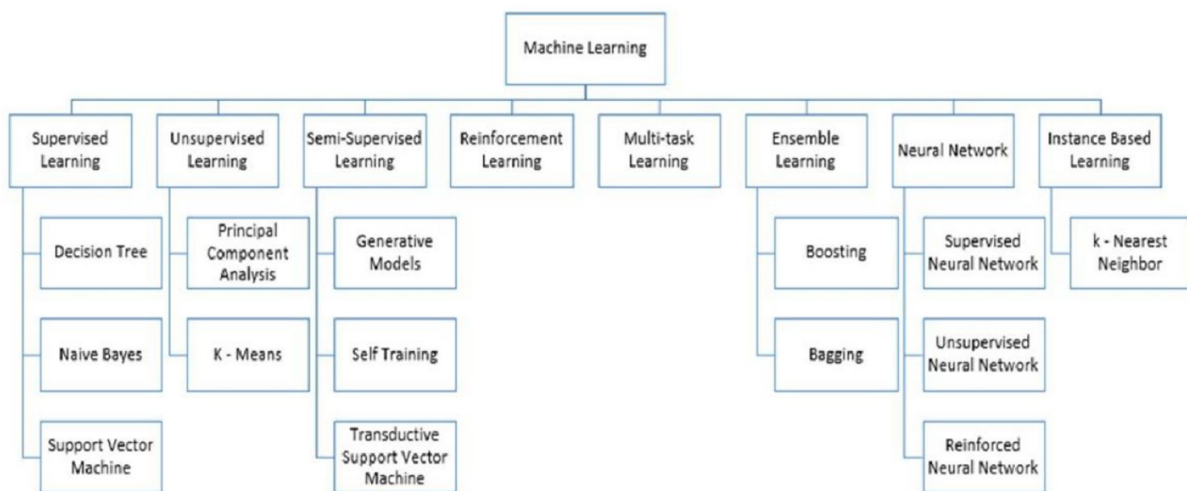 Machine Learning
Supervised
Learning
Unsupervised
Learning
Semi-Supervised
Learning
Reinforcement
Learning
Multi-task
Learning
Ensemble
Learning
Neural Network
Instance Based
Learning
Decision Tree
Principal
Component
Analysis
Generative
Models
Boosting
Supervised
Neural Network
k - Nearest
Neighbor
Naive Bayes
K - Means
Self Training
Bagging
Unsupervised
Neural Network
Support Vector
Machine
Transductive
Support Vector
Machine
Reinforced
Neural Network